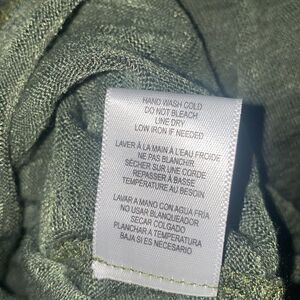 HAND WASH COLD
DO NOT BLEACH
LINE DRY
LOW IRON IF NEEDED
LAVER À LA MAIN À L'EAU FROIDE
NE PAS BLANCHIR
SÉCHER SUR UNE CORDE
REPASSER À BASSE
TEMPÉRATURE AU BESOIN
LAVAR A MANO CON AGUA FRÍA
NO USAR BLANQUEADOR
SECAR COLGADO
PLANCHAR A TEMPERATURA
BAJA SI ES NECESARIO